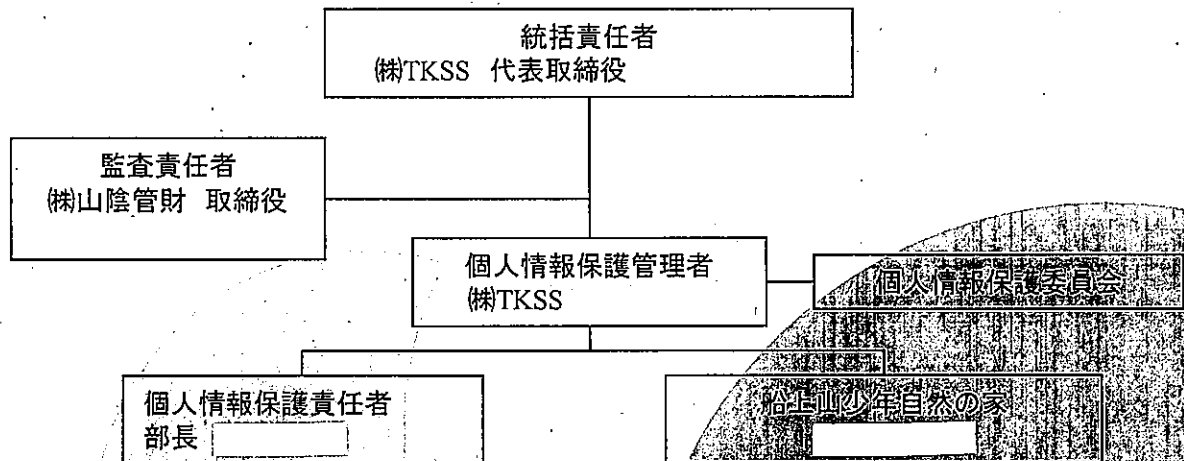 統括責任者
㈱TKSS 代表取締役
監査責任者
㈱山陰管財 取締役
個人情報保護管理者
㈱TKSS
個人情報保護委員会
個人情報保護責任者
部長
船上山少年自然の家